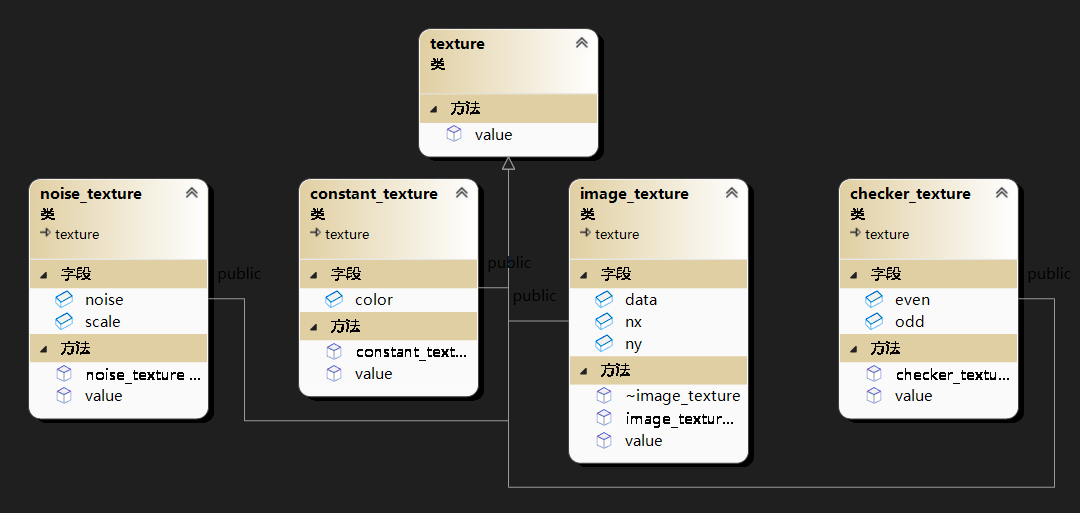 texture
类
方法
value
noise_texture
类
texture
字段
noise
scale
方法
noise_texture ...
value
public
constant_texture
类
texture
字段
color
方法
constant_text...
value
public
public
image_texture
类
texture
字段
data
nx
ny
方法
~image_texture
image_textur...
value
checker_texture
类
texture
字段
even
odd
方法
checker_textu...
value
public